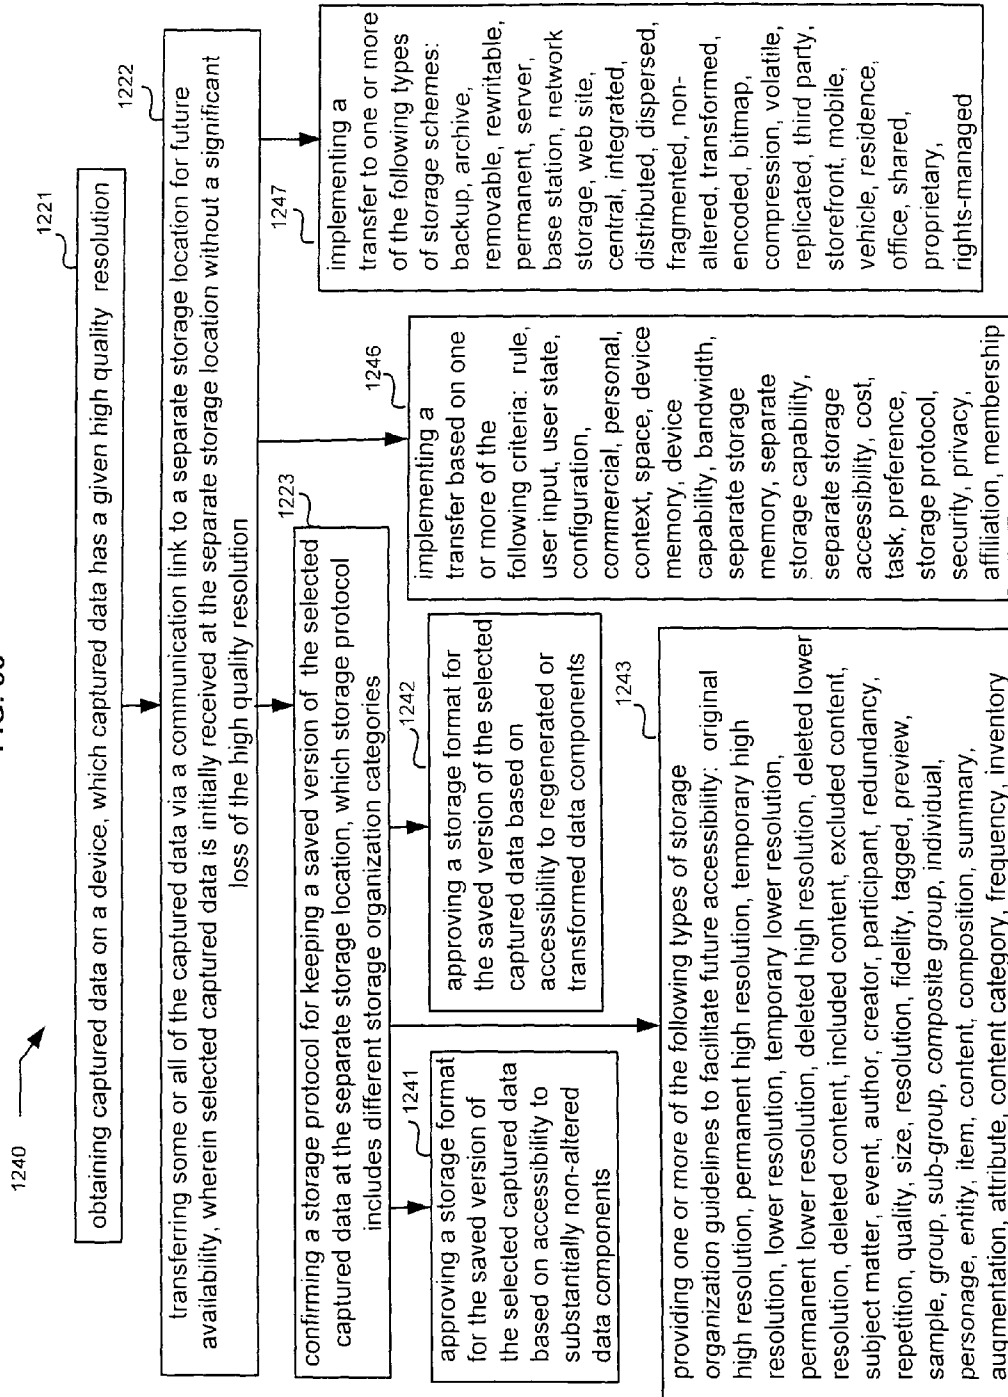 1240
1221
obtaining captured data on a device, which captured data has a given high quality resolution
1222
transferring some or all of the captured data via a communication link to a separate storage location for future
availability, wherein selected captured data is initially received at the separate storage location without a significant
loss of the high quality resolution
1223
confirming a storage protocol for keeping a saved version of the selected
captured data at the separate storage location, which storage protocol
includes different storage organization categories
1241
approving a storage format
for the saved version of
the selected captured data
based on accessibility to
substantially non-altered
data components
1242
approving a storage format for
the saved version of the selected
captured data based on
accessibility to regenerated or
transformed data components
1243
providing one or more of the following types of storage
organization guidelines to facilitate future accessibility: original
high resolution, permanent high resolution, temporary high
resolution, lower resolution, temporary lower resolution,
permanent lower resolution, deleted high resolution, deleted lower
resolution, deleted content, included content, excluded content,
subject matter, event, author, creator, participant, redundancy,
repetition, quality, size, resolution, fidelity, tagged, preview,
sample, group, sub-group, composite group, individual,
personage, entity, item, content, composition, summary,
augmentation, attribute, content category, frequency, inventory
1246
implementing a
transfer based on one
or more of the
following criteria: rule,
user input, user state,
configuration,
commercial, personal,
context, space, device
memory, device
capability, bandwidth,
separate storage
memory, separate
storage capability,
separate storage
accessibility, cost,
task, preference,
storage protocol,
security, privacy,
affiliation, membership
1247
implementing a
transfer to one or more
of the following types
of storage schemes:
backup, archive,
removable, rewritable,
permanent, server,
base station, network
storage, web site,
central, integrated,
distributed, dispersed,
fragmented, non-
altered, transformed,
encoded, bitmap,
compression, volatile,
replicated, third party,
storefront, mobile,
vehicle, residence,
office, shared,
proprietary,
rights-managed